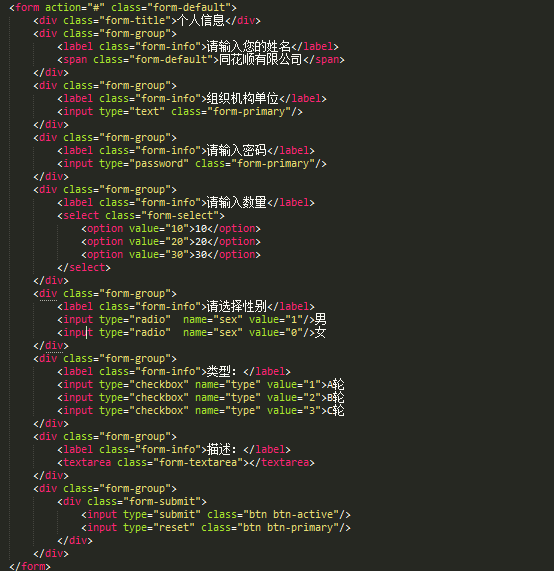 <form action="#" class="form-default">
<div class="form-title">个人信息</div>
<div class="form-group">
<label class="form-info">请输入您的姓名</label>
<span class="form-default">同花顺有限公司</span>
</div>
<div class="form-group">
<label class="form-info">组织机构单位</label>
<input type="text" class="form-primary"/>
</div>
<div class="form-group">
<label class="form-info">请输入密码</label>
<input type="password" class="form-primary"/>
</div>
<div class="form-group">
<label class="form-info">请输入数量</label>
<select class="form-select">
<option value="10">10</option>
<option value="20">20</option>
<option value="30">30</option>
</select>
</div>
<div class="form-group">
<label class="form-info">请选择性别</label>
<input type="radio"  name="sex" value="1"/>男
<input type="radio"  name="sex" value="0"/>女
</div>
<div class="form-group">
<label class="form-info">类型：</label>
<input type="checkbox" name="type" value="1">A轮
<input type="checkbox" name="type" value="2">B轮
<input type="checkbox" name="type" value="3">C轮
</div>
<div class="form-group">
<label class="form-info">描述：</label>
<textarea class="form-textarea"></textarea>
</div>
<div class="form-group">
<div class="form-submit">
<input type="submit" class="btn btn-active"/>
<input type="reset" class="btn btn-primary"/>
</div>
</div>
</form>